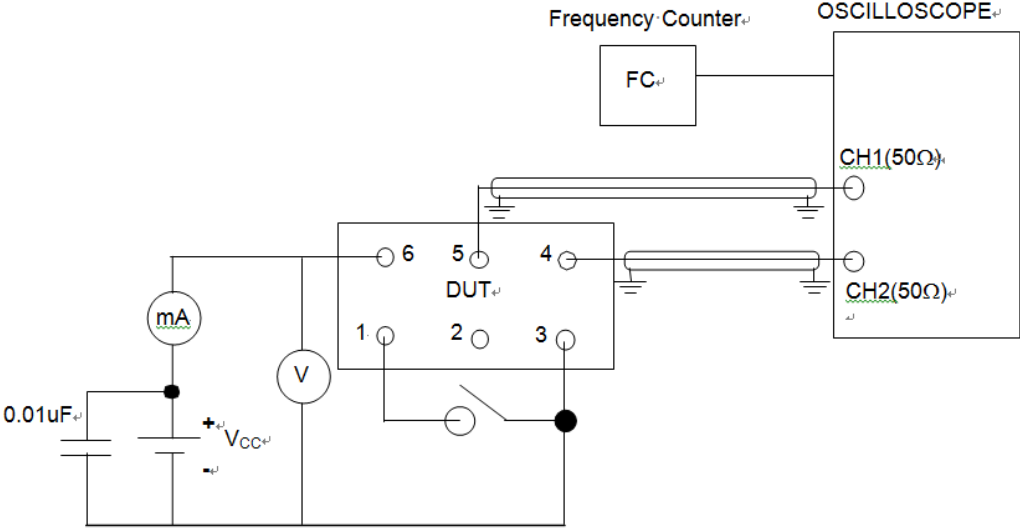 Frequency Counter
OSCILLOSCOPE
FC
CH1(50Ω)
6 5 4
DUT
CH2(50Ω)
mA
1 2 3
V
0.01uF
+
VCC
-